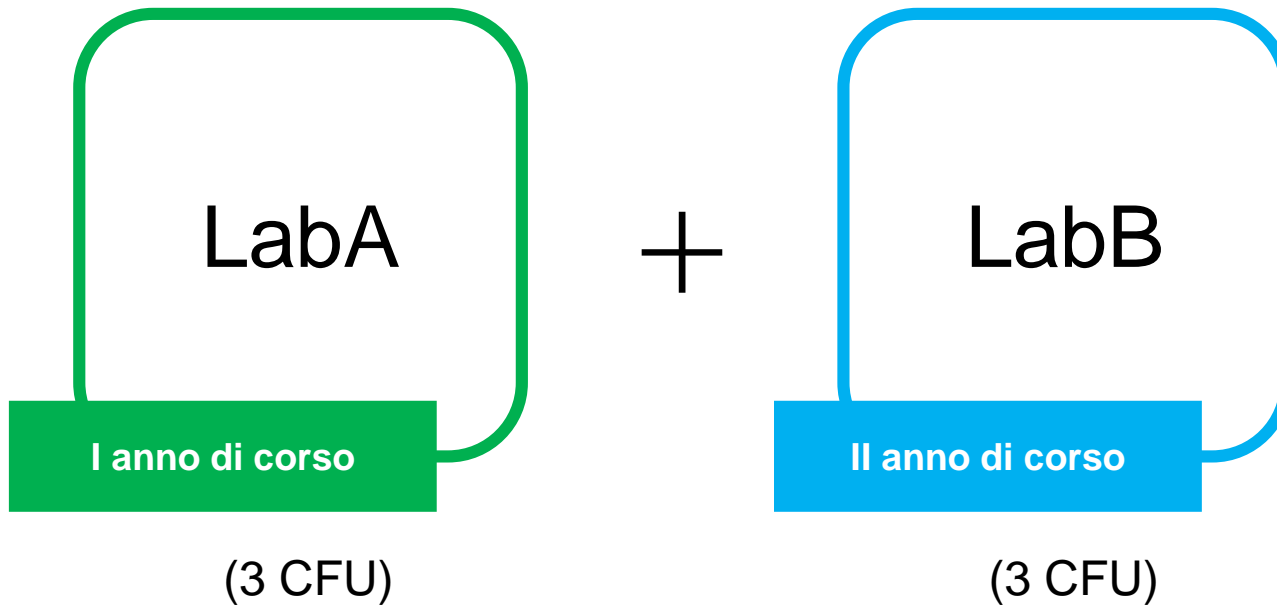 LabA + LabB
I anno di corso
II anno di corso
(3 CFU)
(3 CFU)